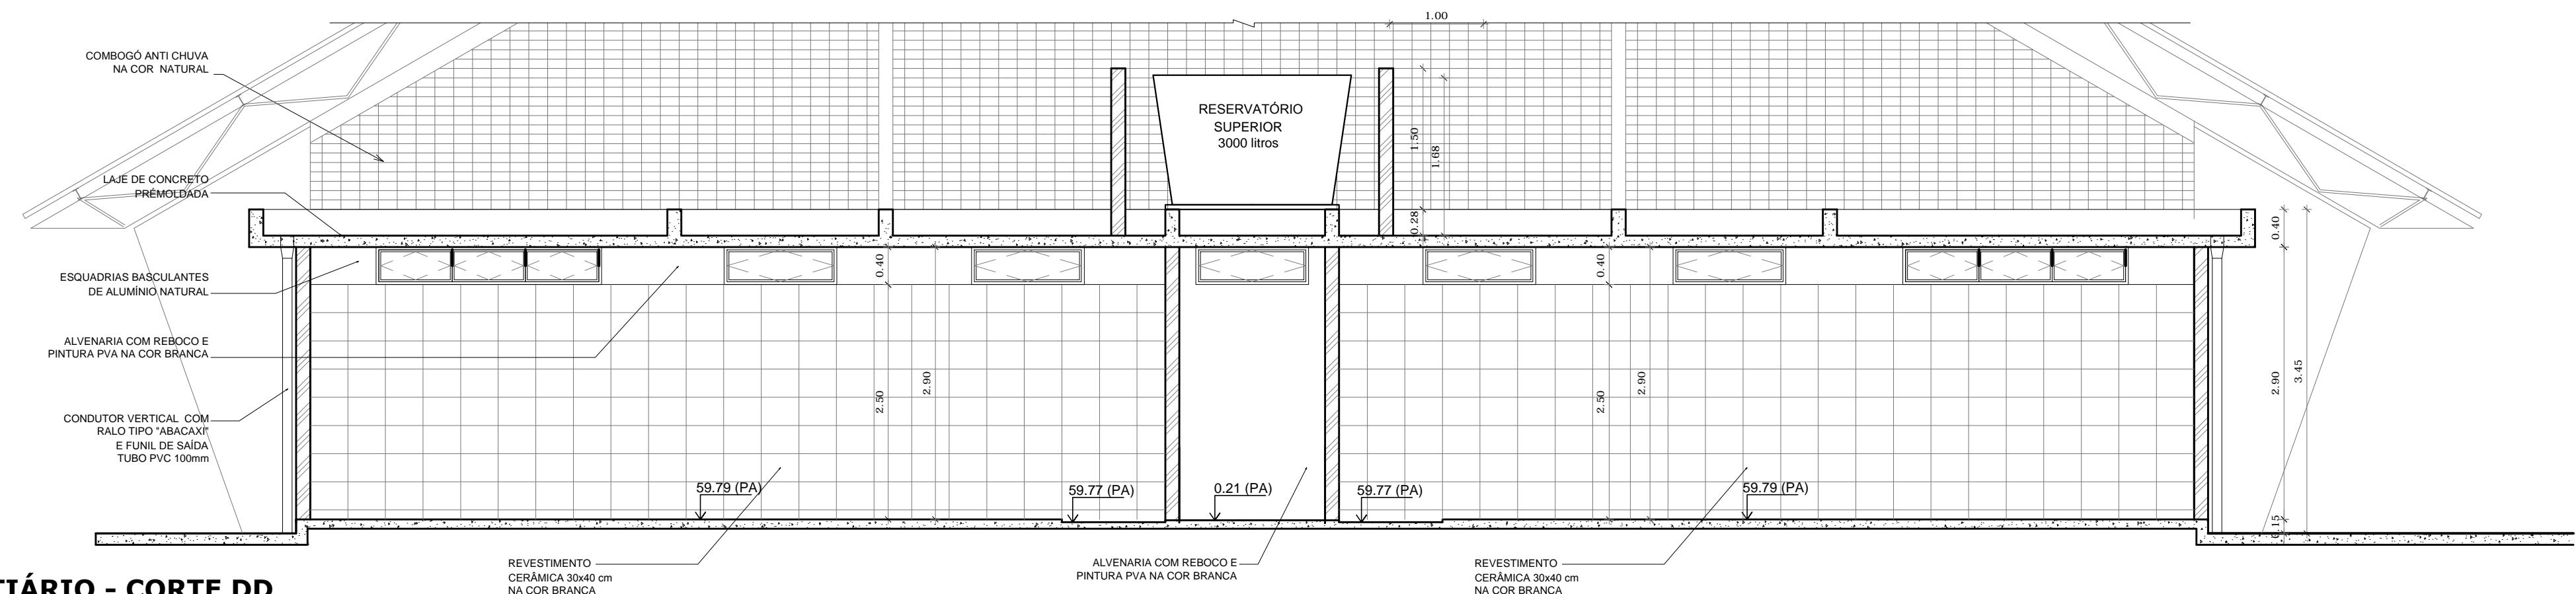 1.00
COMBOGÓ ANTI CHUVA
NA COR NATURAL
RESERVATÓRIO
SUPERIOR
3000 litros
1.50
1.68
0.28
LAJE DE CONCRETO
PRÉMOLDADA
0.40
ESQUADRIAS BASCULANTES
DE ALUMÍNIO NATURAL
0.40
0.40
ALVENARIA COM REBOCO E
PINTURA PVA NA COR BRANCA
2.50
2.90
2.50
2.90
2.90
3.45
CONDUTOR VERTICAL COM
RALO TIPO "ABACAXI"
E FUNIL DE SAÍDA
TUBO PVC 100mm
59.79 (PA)
59.77 (PA)
0.21 (PA)
59.77 (PA)
59.79 (PA)
0.15
REVESTIMENTO
CERÂMICA 30x40 cm
NA COR BRANCA
ALVENARIA COM REBOCO E
PINTURA PVA NA COR BRANCA
REVESTIMENTO
CERÂMICA 30x40 cm
NA COR BRANCA
TIÁRIO - CORTE DD